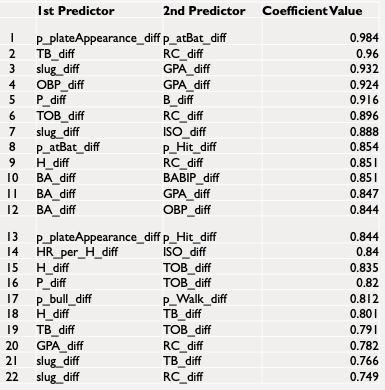 1st Predictor 2nd Predictor Coefficient Value
1 p_plateAppearance_diff p_atBat_diff 0.984
2 TB_diff RC_diff 0.96
3 slug_diff GPA_diff 0.932
4 OBP_diff GPA_diff 0.924
5 P_diff B_diff 0.916
6 TOB_diff RC_diff 0.896
7 slug_diff ISO_diff 0.888
8 p_atBat_diff p_Hit_diff 0.854
9 H_diff RC_diff 0.851
10 BA_diff BABIP_diff 0.851
11 BA_diff GPA_diff 0.847
12 BA_diff OBP_diff 0.844
13 p_plateAppearance_diff p_Hit_diff 0.844
14 HR_per_H_diff ISO_diff 0.84
15 H_diff TOB_diff 0.835
16 P_diff TOB_diff 0.82
17 p_bull_diff p_Walk_diff 0.812
18 H_diff TB_diff 0.801
19 TB_diff TOB_diff 0.791
20 GPA_diff RC_diff 0.782
21 slug_diff TB_diff 0.766
22 slug_diff RC_diff 0.749